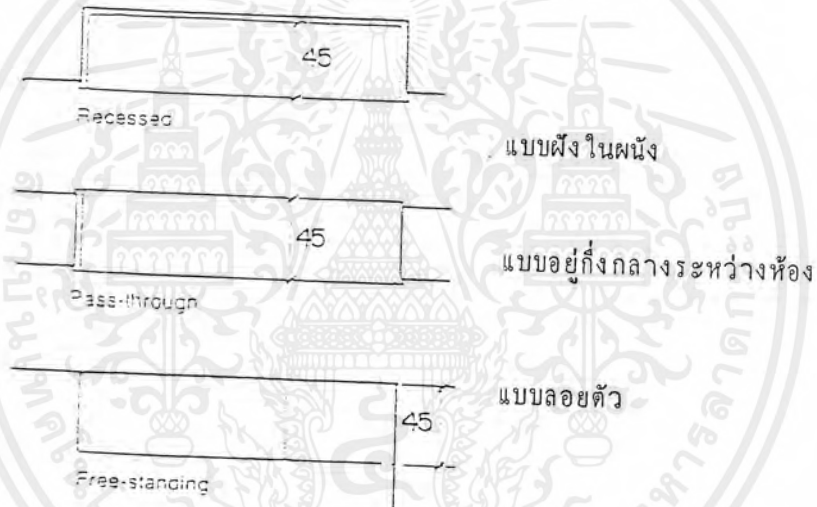 45
Recessed
แบบฝังในผนัง
45
แบบอยู่กึ่งกลางระหว่างห้อง
Pass-through
แบบลอยตัว
45
Free-standing